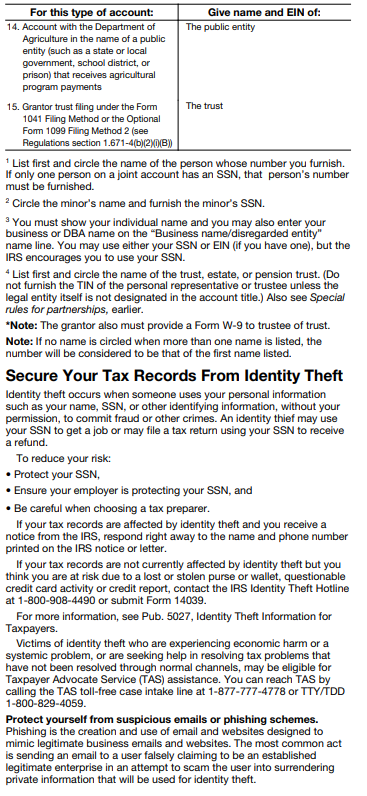 For this type of account: Give name and EIN of:
14. Account with the Department of The public entity
Agriculture in the name of a public
entity (such as a state or local
government, school district, or
prison) that receives agricultural
program payments
15. Grantor trust filing under the Form The trust
1041 Filing Method or the Optional
Form 1099 Filing Method 2 (see
Regulations section 1.671-4(b)(2)(i)(B))
1 List first and circle the name of the person whose number you furnish.
If only one person on a joint account has an SSN, that person's number
must be furnished.
2 Circle the minor's name and furnish the minor's SSN.
3 You must show your individual name and you may also enter your
business or DBA name on the "Business name/disregarded entity"
name line. You may use either your SSN or EIN (if you have one), but the
IRS encourages you to use your SSN.
4 List first and circle the name of the trust, estate, or pension trust. (Do
not furnish the TIN of the personal representative or trustee unless the
legal entity itself is not designated in the account title.) Also see Special
rules for partnerships, earlier.
*Note: The grantor also must provide a Form W-9 to trustee of trust.
Note: If no name is circled when more than one name is listed, the
number will be considered to be that of the first name listed.
Secure Your Tax Records From Identity Theft
Identity theft occurs when someone uses your personal information
such as your name, SSN, or other identifying information, without your
permission, to commit fraud or other crimes. An identity thief may use
your SSN to get a job or may file a tax return using your SSN to receive
a refund.
To reduce your risk:
• Protect your SSN,
• Ensure your employer is protecting your SSN, and
• Be careful when choosing a tax preparer.
If your tax records are affected by identity theft and you receive a
notice from the IRS, respond right away to the name and phone number
printed on the IRS notice or letter.
If your tax records are not currently affected by identity theft but you
think you are at risk due to a lost or stolen purse or wallet, questionable
credit card activity or credit report, contact the IRS Identity Theft Hotline
at 1-800-908-4490 or submit Form 14039.
For more information, see Pub. 5027, Identity Theft Information for
Taxpayers.
Victims of identity theft who are experiencing economic harm or a
systemic problem, or are seeking help in resolving tax problems that
have not been resolved through normal channels, may be eligible for
Taxpayer Advocate Service (TAS) assistance. You can reach TAS by
calling the TAS toll-free case intake line at 1-877-777-4778 or TTY/TDD
1-800-829-4059.
Protect yourself from suspicious emails or phishing schemes.
Phishing is the creation and use of email and websites designed to
mimic legitimate business emails and websites. The most common act
is sending an email to a user falsely claiming to be an established
legitimate enterprise in an attempt to scam the user into surrendering
private information that will be used for identity theft.